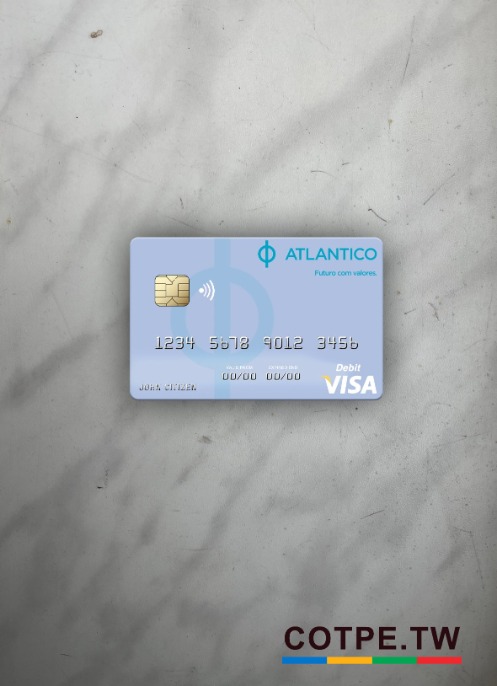 ATLANTICO
Futuro com valores.
1234 5678 9012 3456
00/00 00/00
JOHN CITIZEN
Debit
VISA
COTPE.TW